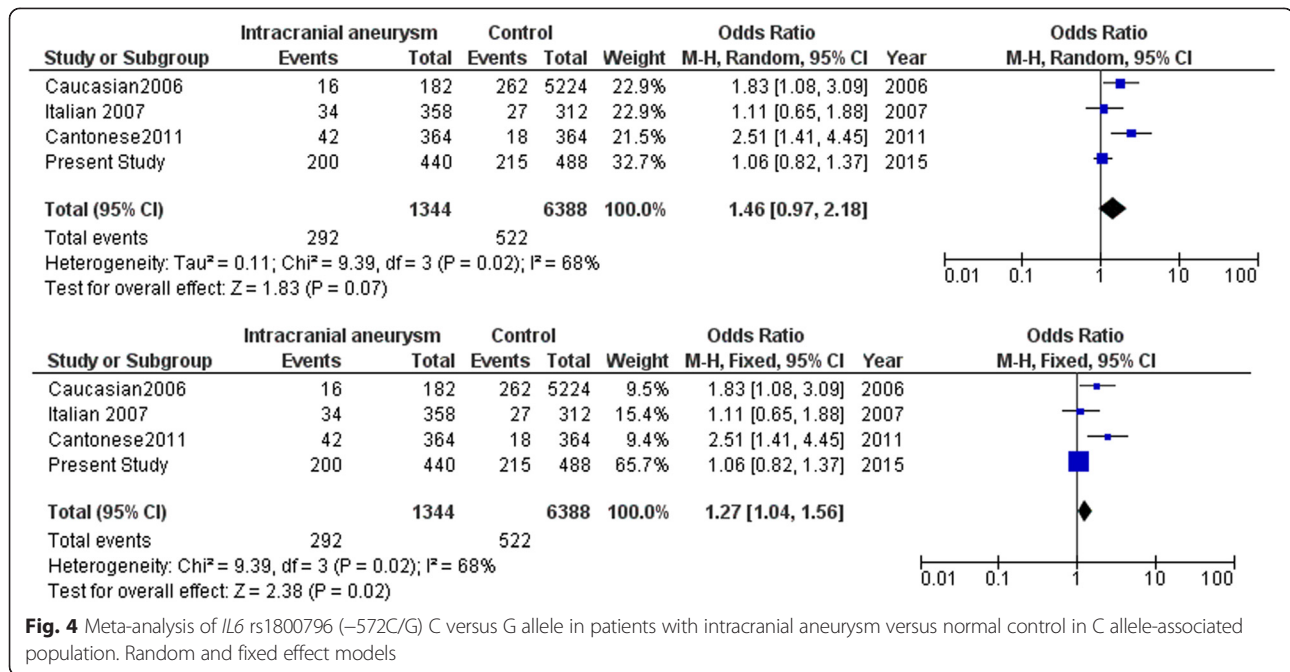 Intracranial aneurysm Control Odds Ratio Odds Ratio
Study or Subgroup Events Total Events Total Weight M-H, Random, 95% CI Year M-H, Random, 95% CI
Caucasian2006 16 182 262 5224 22.9% 1.83 [1.08, 3.09] 2006
Italian 2007 34 358 27 312 22.9% 1.11 [0.65, 1.88] 2007
Cantonese2011 42 364 18 364 21.5% 2.51 [1.41, 4.45] 2011
Present Study 200 440 215 488 32.7% 1.06 [0.82, 1.37] 2015
Total (95% CI) 1344 6388 100.0% 1.46 [0.97, 2.18]
Total events 292 522
Heterogeneity: Tau² = 0.11; Chi² = 9.39, df = 3 (P = 0.02); I² = 68%
Test for overall effect: Z = 1.83 (P = 0.07)
0.01 0.1 1 10 100
Intracranial aneurysm Control Odds Ratio Odds Ratio
Study or Subgroup Events Total Events Total Weight M-H, Fixed, 95% CI Year M-H, Fixed, 95% CI
Caucasian2006 16 182 262 5224 9.5% 1.83 [1.08, 3.09] 2006
Italian 2007 34 358 27 312 15.4% 1.11 [0.65, 1.88] 2007
Cantonese2011 42 364 18 364 9.4% 2.51 [1.41, 4.45] 2011
Present Study 200 440 215 488 65.7% 1.06 [0.82, 1.37] 2015
Total (95% CI) 1344 6388 100.0% 1.27 [1.04, 1.56]
Total events 292 522
Heterogeneity: Chi² = 9.39, df = 3 (P = 0.02); I² = 68%
Test for overall effect: Z = 2.38 (P = 0.02)
0.01 0.1 1 10 100
Fig. 4 Meta-analysis of IL6 rs1800796 (−572C/G) C versus G allele in patients with intracranial aneurysm versus normal control in C allele-associated
population. Random and fixed effect models